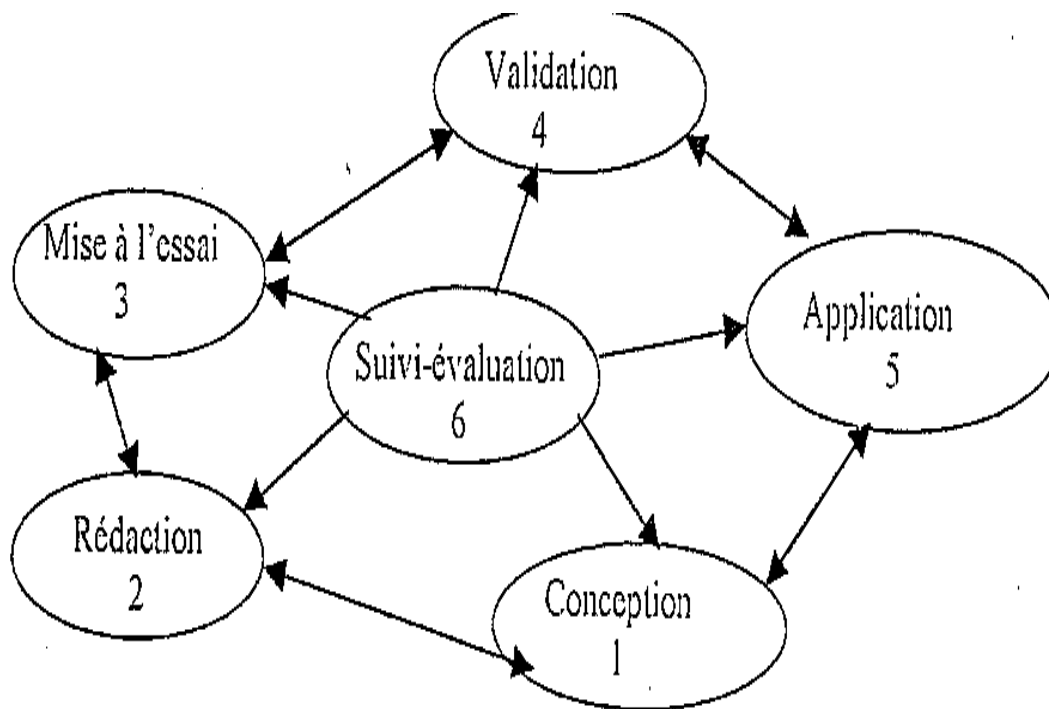 Validation
4
Mise à l'essai
3
Application
5
Suivi-évaluation
6
Rédaction
2
Conception
1